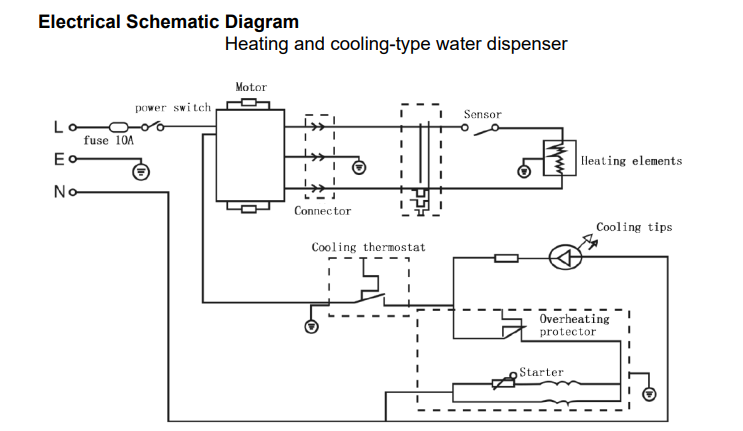 Electrical Schematic Diagram
Heating and cooling-type water dispenser
Motor
power switch
Sensor
L
fuse 10A
E
Heating elements
N
Connector
Cooling tips
Cooling thermostat
Overheating
protector
Starter